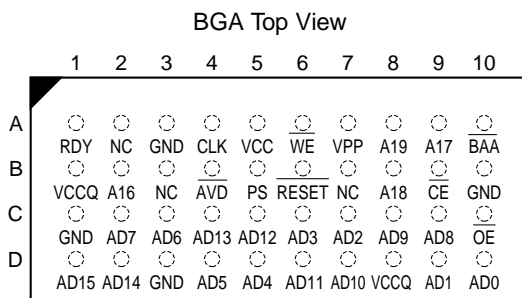 BGA Top View
1 2 3 4 5 6 7 8 9 10
A
RDY NC GND CLK VCC WE VPP A19 A17 BAA
B
VCCQ A16 NC AVD PS RESET NC A18 CE GND
C
GND AD7 AD6 AD13 AD12 AD3 AD2 AD9 AD8 OE
D
AD15 AD14 GND AD5 AD4 AD11 AD10 VCCQ AD1 AD0